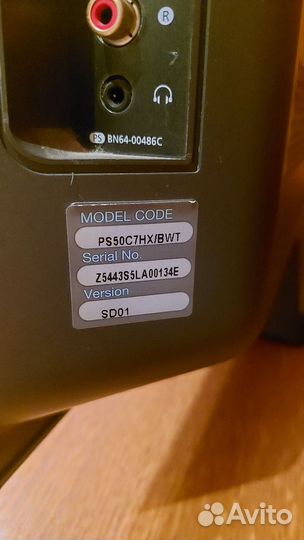 R
PS BN64-00486C
MODEL CODE
PS50C7HX/BWT
Serial No.
Z5443S5LA00134E
Version
SD01
Avito